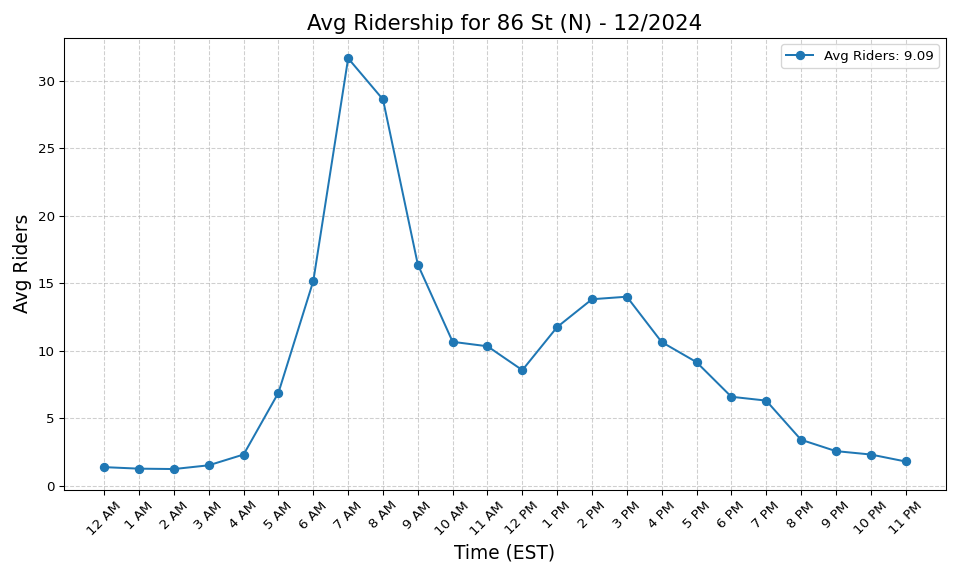 Avg Ridership for 86 St (N) - 12/2024
Avg Riders: 9.09
Avg Riders
30
25
20
15
10
5
0
12 AM
1 AM
2 AM
3 AM
4 AM
5 AM
6 AM
7 AM
8 AM
9 AM
10 AM
11 AM
12 PM
1 PM
2 PM
3 PM
4 PM
5 PM
6 PM
7 PM
8 PM
9 PM
10 PM
11 PM
Time (EST)